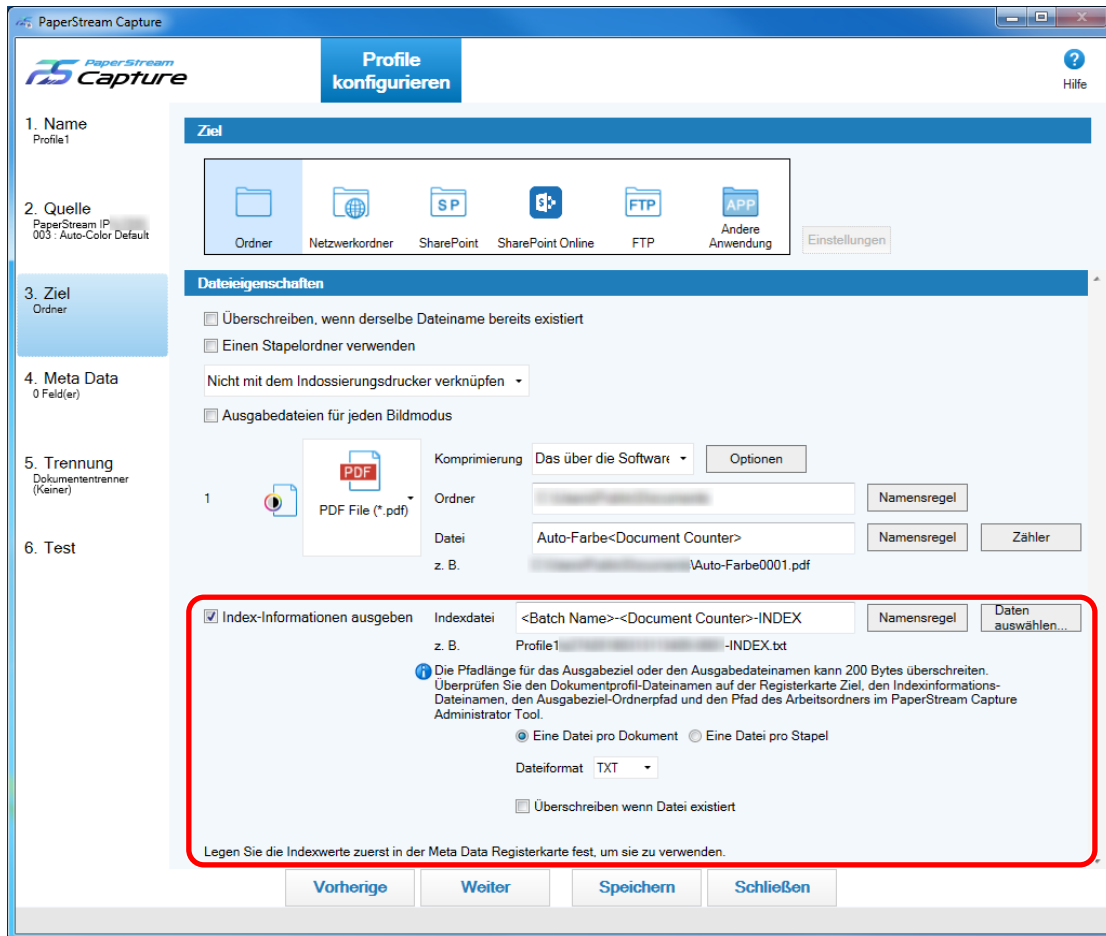 PaperStream Capture
PaperStream
Capture
Profile
konfigurieren
Hilfe
1. Name
Profile1
2. Quelle
PaperStream IP
003 : Auto-Color Default
3. Ziel
Ordner
4. Meta Data
0 Feld(er)
5. Trennung
Dokumententrenner
(Keiner)
6. Test
Ziel
Ordner
Netzwerkordner
SP
SharePoint
S
SharePoint Online
FTP
FTP
APP
Andere
Anwendung
Einstellungen
Dateieigenschaften
Überschreiben, wenn derselbe Dateiname bereits existiert
Einen Stapelordner verwenden
Nicht mit dem Indossierungsdrucker verknüpfen
Ausgabedateien für jeden Bildmodus
1
PDF
PDF File (*.pdf)
Komprimierung Das über die Software Optionen
Ordner Namensregel
Datei Auto-Farbe<Document Counter> Namensregel Zähler
z. B. \Auto-Farbe0001.pdf
Index-Informationen ausgeben Indexdatei <Batch Name>-<Document Counter>-INDEX Namensregel Daten auswählen...
z. B. Profile1 -INDEX.txt
Die Pfadlänge für das Ausgabeziel oder den Ausgabedateinamen kann 200 Bytes überschreiten.
Überprüfen Sie den Dokumentprofil-Dateinamen auf der Registerkarte Ziel, den Indexinformations-
Dateinamen, den Ausgabeziel-Ordnerpfad und den Pfad des Arbeitsordners im PaperStream Capture
Administrator Tool.
Eine Datei pro Dokument Eine Datei pro Stapel
Dateiformat TXT
Überschreiben wenn Datei existiert
Legen Sie die Indexwerte zuerst in der Meta Data Registerkarte fest, um sie zu verwenden.
Vorherige Weiter Speichern Schließen